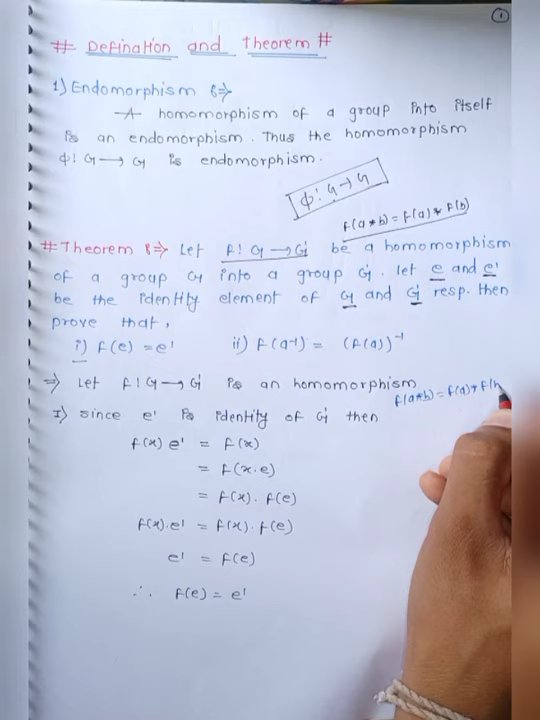 1
# Defination and theorem #
1) Endomorphism :⇒
A homomorphism of a group into itself
is an endomorphism. Thus the homomorphism
ϕ: G → G is endomorphism.
ϕ: G → G
f(a*b) = f(a)*f(b)
# Theorem :⇒ Let f: G → G' be a homomorphism
of a group G into a group G'. let e and e'
be the identity element of G and G' resp. then
prove that,
i) f(e) = e' ii) f(a⁻¹) = (f(a))⁻¹
⇒ Let f: G → G' is an homomorphism
f(a*b) = f(a)*f(b
I) since e' is identity of G' then
f(x) e' = f(x)
= f(x.e)
= f(x). f(e)
f(x).e' = f(x). f(e)
e' = f(e)
∴ f(e) = e'